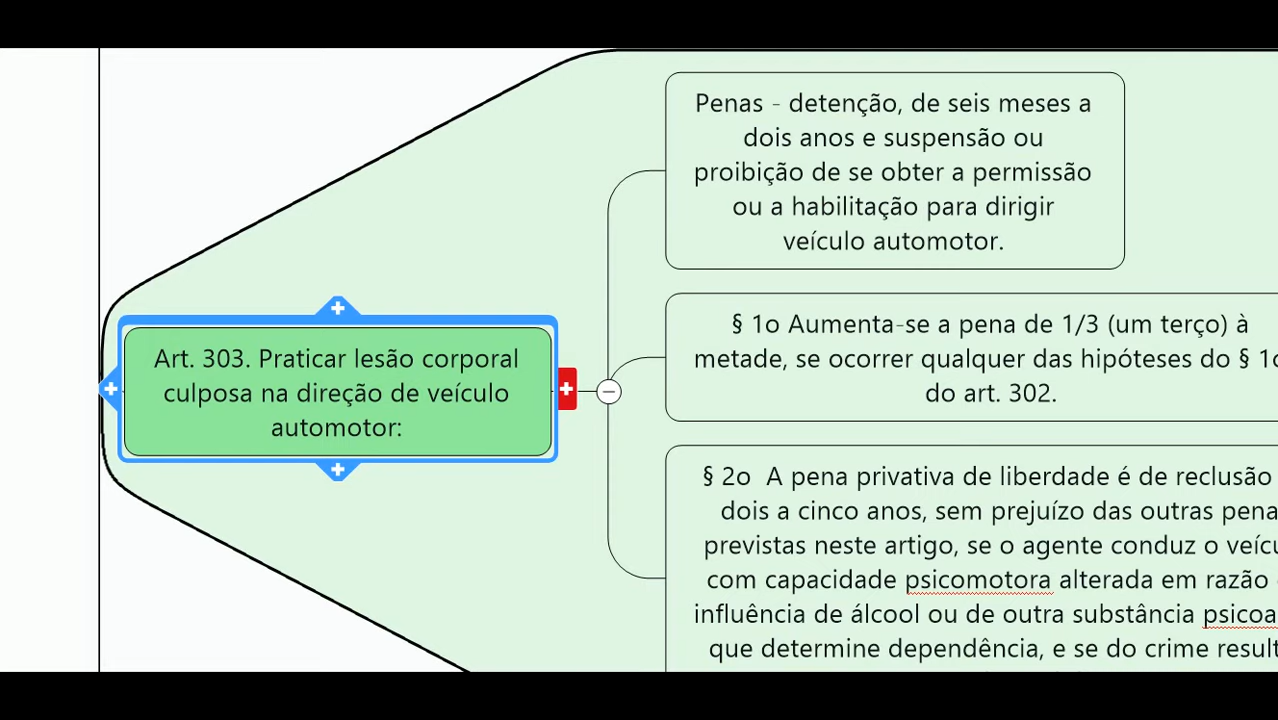 Penas - detenção, de seis meses a
dois anos e suspensão ou
proibição de se obter a permissão
ou a habilitação para dirigir
veículo automotor.
Art. 303. Praticar lesão corporal
culposa na direção de veículo
automotor:
§ 1o Aumenta-se a pena de 1/3 (um terço) à
metade, se ocorrer qualquer das hipóteses do §
do art. 302.
§ 2o  A pena privativa de liberdade é de reclusão
dois a cinco anos, sem prejuízo das outras
previstas neste artigo, se o agente conduz o
com capacidade psicomotora alterada em razão
influência de álcool ou de outra substância
que determine dependência, e se do crime